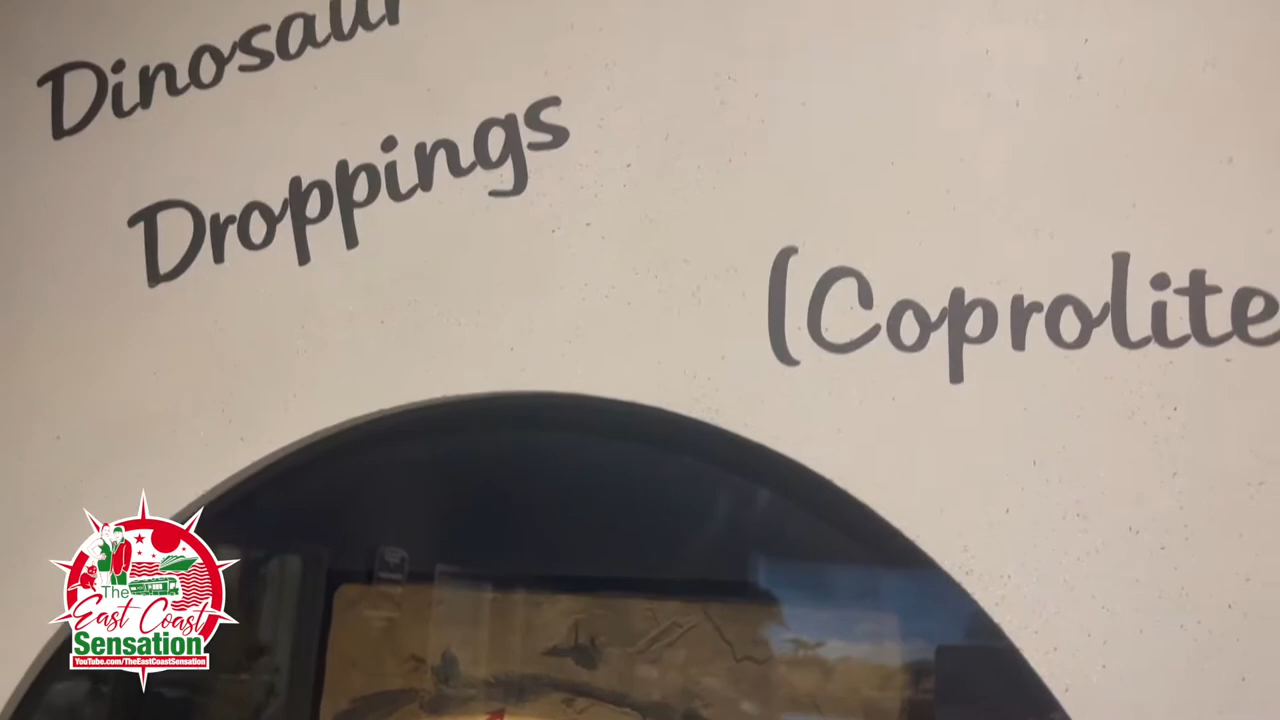 Dinosaur
Droppings
(Coprolite
The
East Coast
Sensation
YouTube.com/TheEastCoastSensation